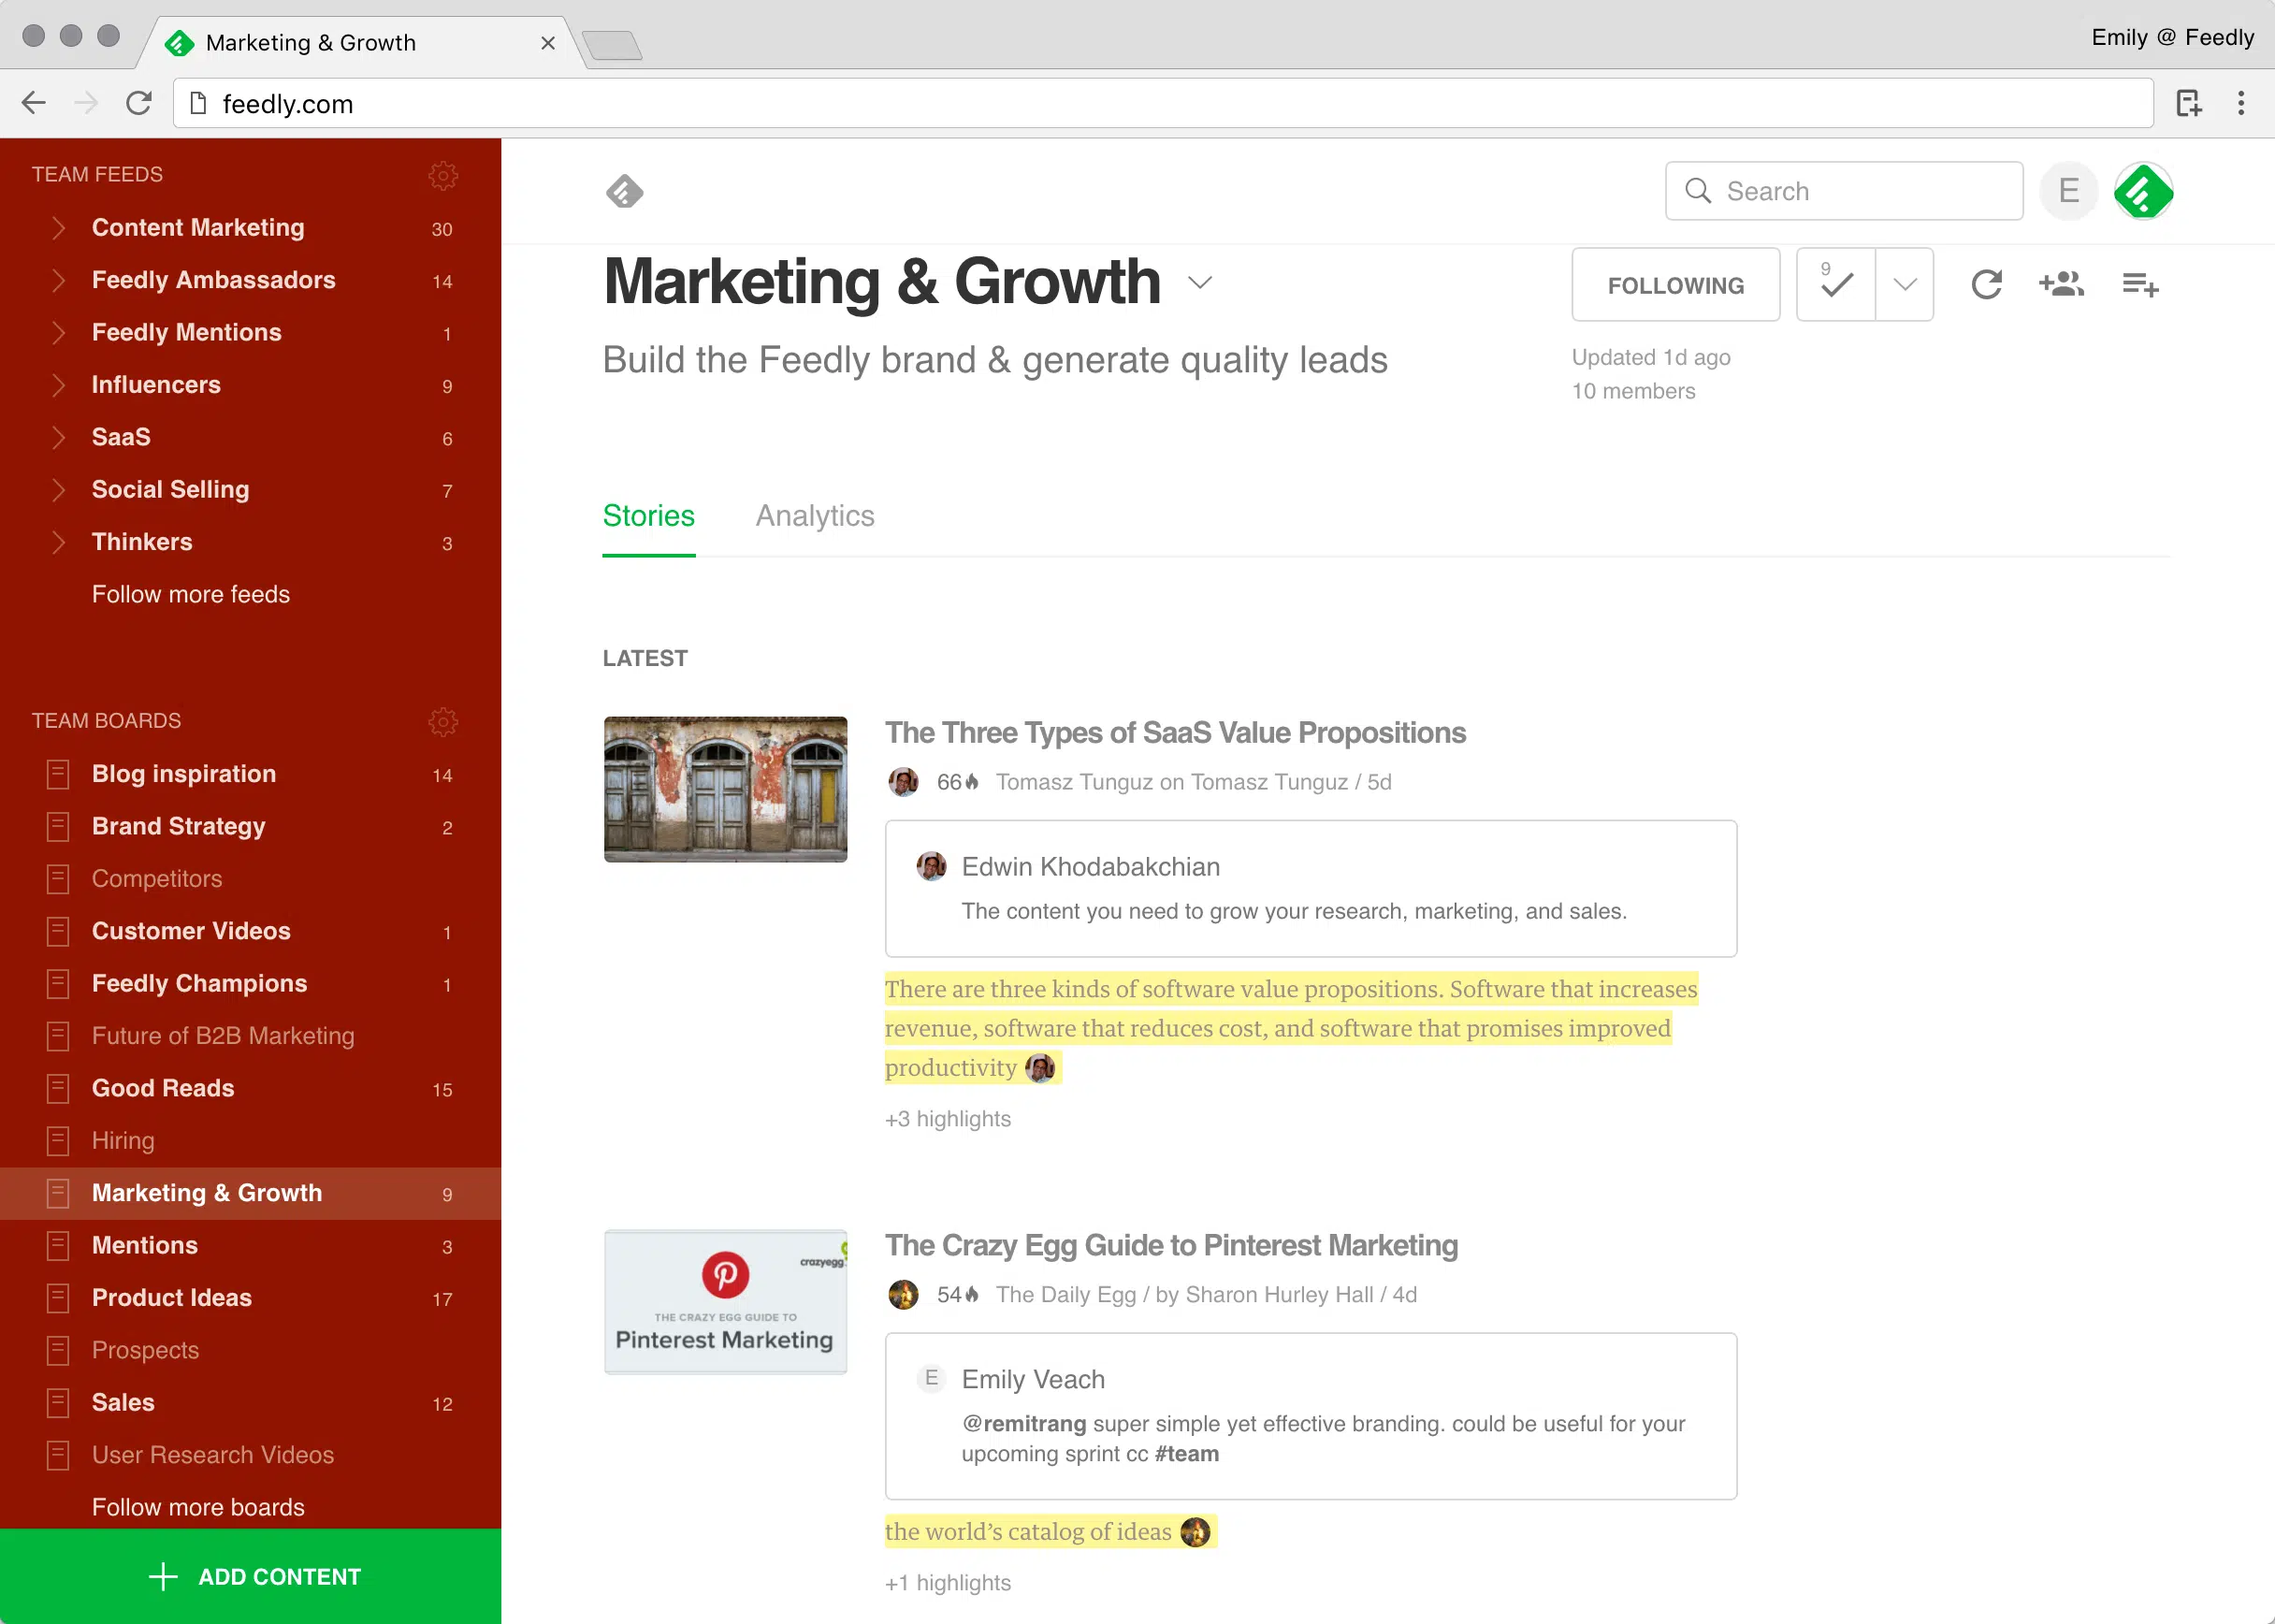 Marketing & Growth
Emily @ Feedly
feedly.com
TEAM FEEDS
Content Marketing 30
Feedly Ambassadors 14
Feedly Mentions 1
Influencers 9
SaaS 6
Social Selling 7
Thinkers 3
Follow more feeds
TEAM BOARDS
Blog inspiration 14
Brand Strategy 2
Competitors
Customer Videos 1
Feedly Champions 1
Future of B2B Marketing
Good Reads 15
Hiring
Marketing & Growth 9
Mentions 3
Product Ideas 17
Prospects
Sales 12
User Research Videos
Follow more boards
ADD CONTENT
Search
E
Marketing & Growth
FOLLOWING
9
Build the Feedly brand & generate quality leads
Updated 1d ago
10 members
Stories Analytics
LATEST
The Three Types of SaaS Value Propositions
66 Tomasz Tunguz on Tomasz Tunguz / 5d
Edwin Khodabakchian
The content you need to grow your research, marketing, and sales.
There are three kinds of software value propositions. Software that increases
revenue, software that reduces cost, and software that promises improved
productivity
+3 highlights
crazyegg
THE CRAZY EGG GUIDE TO
Pinterest Marketing
The Crazy Egg Guide to Pinterest Marketing
54 The Daily Egg / by Sharon Hurley Hall / 4d
E Emily Veach
@remitrang super simple yet effective branding. could be useful for your
upcoming sprint cc #team
the world’s catalog of ideas
+1 highlights